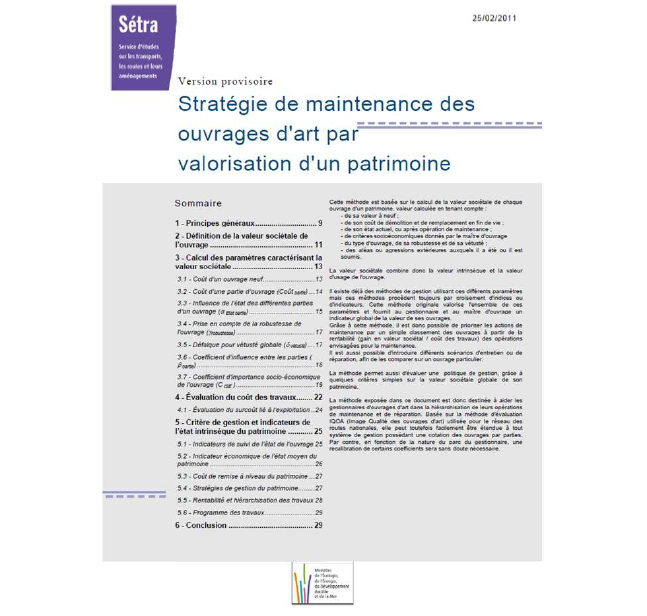 Sétra
Service d'études
sur les transports,
les routes et leurs
aménagements
25/02/2011
Version provisoire
Stratégie de maintenance des
ouvrages d'art par
valorisation d'un patrimoine
Sommaire
1 - Principes généraux............................... 9
2 - Définition de la valeur sociétale de
l'ouvrage ................................................... 11
3 - Calcul des paramètres caractérisant la
valeur sociétale ........................................ 13
3.1 - Coût d'un ouvrage neuf..........................13
3.2 - Coût d'une partie d'ouvrage (Coût partie)....14
3.3 - Influence de l'état des différentes parties
d'un ouvrage (α Etat partie) ................................ 15
3.4 - Prise en compte de la robustesse de
l'ouvrage (γrobustesse)........................................17
3.5 - Défalque pour vétusté globale (δvétusté)....17
3.6 - Coefficient d'influence entre les parties (
βpartie)...........................................................18
3.7 - Coefficient d'importance socio-économique
de l'ouvrage (C ISE ).......................................19
4 - Évaluation du coût des travaux........ 22
4.1 - Évaluation du surcoût lié à l'exploitation...24
5 - Critère de gestion et indicateurs de
l'état intrinsèque du patrimoine ............ 25
5.1 - Indicateurs de suivi de l'état de l'ouvrage 25
5.2 - Indicateur économique de l'état moyen du
patrimoine ....................................................26
5.3 - Coût de remise à niveau du patrimoine ...27
5.4 - Stratégies de gestion du patrimoine.........27
5.5 - Rentabilité et hiérarchisation des travaux 28
5.6 - Programme des travaux..........................29
6 - Conclusion .......................................... 29
Cette méthode est basée sur le calcul de la valeur sociétale de chaque
ouvrage d'un patrimoine, valeur calculée en tenant compte :
- de sa valeur à neuf ;
- de son coût de démolition et de remplacement en fin de vie ;
- de son état actuel, ou après opération de maintenance ;
- de critères socioéconomiques donnés par le maître d'ouvrage
- du type d'ouvrage, de sa robustesse et de sa vétusté ;
- des aléas ou agressions extérieures auxquels il a été ou il est
soumis.
La valeur sociétale combine donc la valeur intrinsèque et la valeur
d'usage de l'ouvrage.
Il existe déjà des méthodes de gestion utilisant ces différents paramètres
mais ces méthodes procèdent toujours par croisement d'indices ou
d'indicateurs. Cette méthode originale valorise l'ensemble de ces
paramètres et fournit au gestionnaire et au maître d'ouvrage un
indicateur global de la valeur de ses ouvrages.
Grâce à cette méthode, il est donc possible de prioriser les actions de
maintenance par un simple classement des ouvrages à partir de la
rentabilité (gain en valeur sociétal / coût des travaux) des opérations
envisagées pour la maintenance.
Il est aussi possible d'introduire différents scénarios d'entretien ou de
réparation, afin de les comparer sur un ouvrage particulier.
La méthode permet aussi d'évaluer une politique de gestion, grâce à
quelques critères simples sur la valeur sociétale globale de son
patrimoine.
La méthode exposée dans ce document est donc destinée à aider les
gestionnaires d'ouvrages d'art dans la hiérarchisation de leurs opérations
de maintenance et de réparation. Basée sur la méthode d'évaluation
IQOA (Image Qualité des ouvrages d'art) utilisée pour le réseau des
routes nationales, elle peut toutefois facilement être étendue à tout
système de gestion possédant une cotation des ouvrages par parties.
Par contre, en fonction de la nature du parc du gestionnaire, une
recalibration de certains coefficients sera sans doute nécessaire.
Ministère
de l'Écologie,
de l'Énergie,
du Développement
durable
et de la Mer